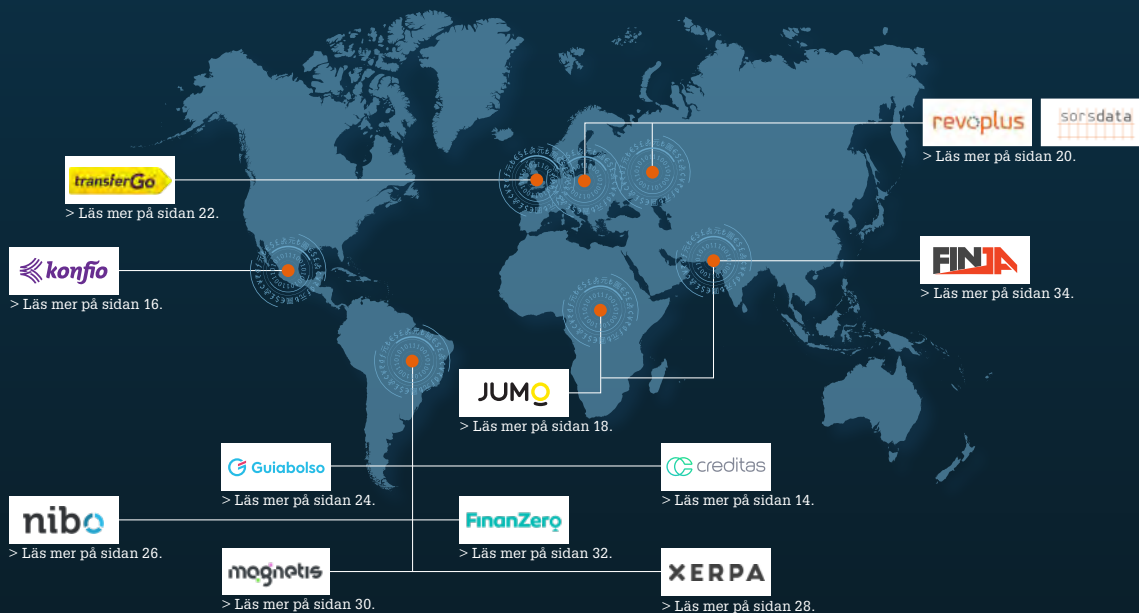 revoplus
sorsdata
> Läs mer på sidan 20.
transferGo
> Läs mer på sidan 22.
konfío
> Läs mer på sidan 16.
FINJA
> Läs mer på sidan 34.
JUMO
> Läs mer på sidan 18.
Guiabolso
> Läs mer på sidan 24.
creditas
> Läs mer på sidan 14.
nibo
> Läs mer på sidan 26.
FinanZero
> Läs mer på sidan 32.
magnetis
> Läs mer på sidan 30.
XERPA
> Läs mer på sidan 28.